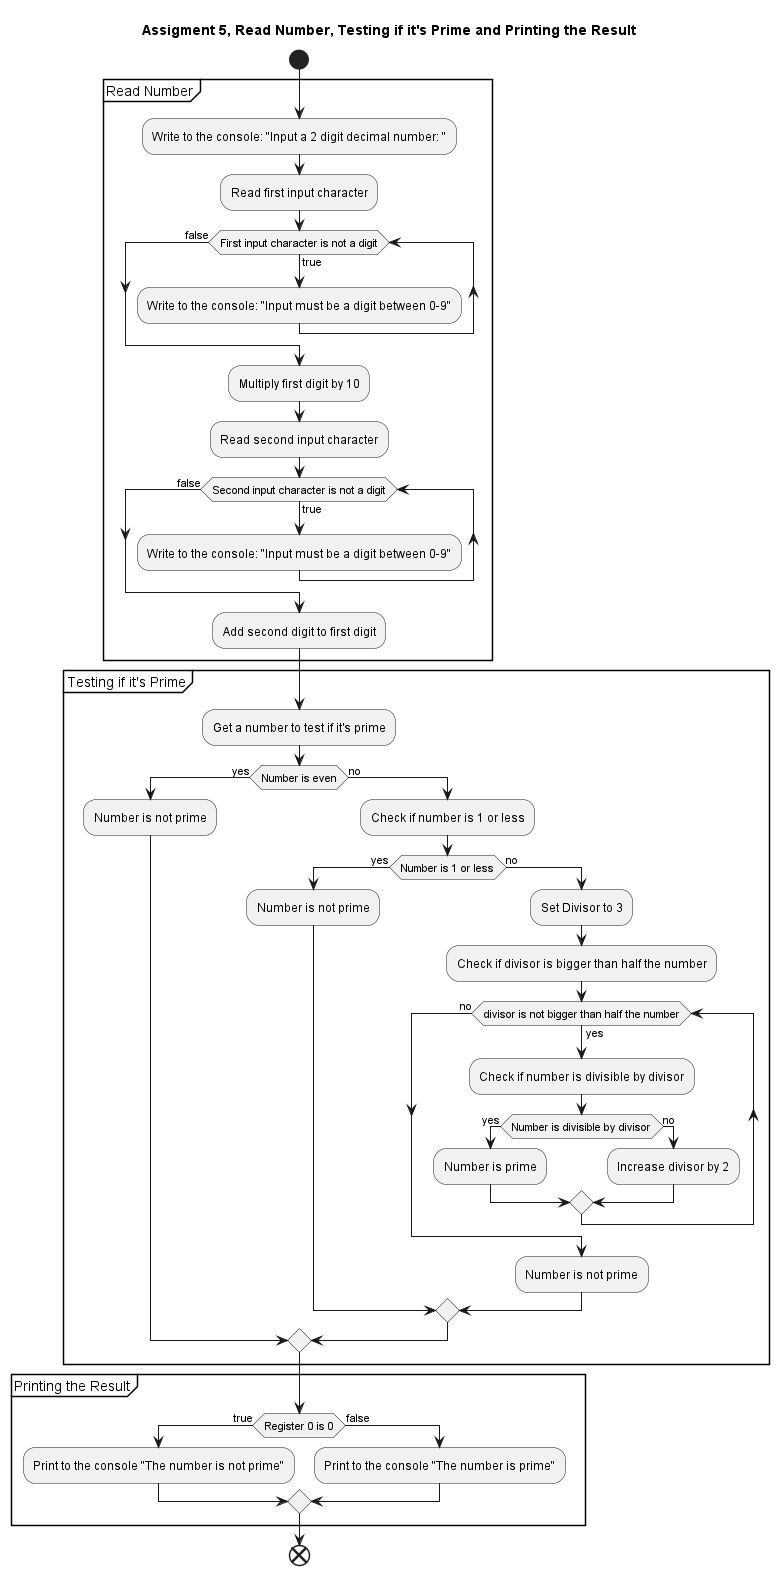 Assigment 5, Read Number, Testing if it's Prime and Printing the Result
Read Number
Write to the console: "Input a 2 digit decimal number: "
Read first input character
false
First input character is not a digit
true
Write to the console: "Input must be a digit between 0-9"
Multiply first digit by 10
Read second input character
false
Second input character is not a digit
true
Write to the console: "Input must be a digit between 0-9"
Add second digit to first digit
Testing if it's Prime
Get a number to test if it's prime
yes
Number is even
no
Number is not prime
Check if number is 1 or less
yes
Number is 1 or less
no
Number is not prime
Set Divisor to 3
Check if divisor is bigger than half the number
no
divisor is not bigger than half the number
yes
Check if number is divisible by divisor
yes
Number is divisible by divisor
no
Number is prime
Increase divisor by 2
Number is not prime
Printing the Result
true
Register 0 is 0
false
Print to the console "The number is not prime"
Print to the console "The number is prime"